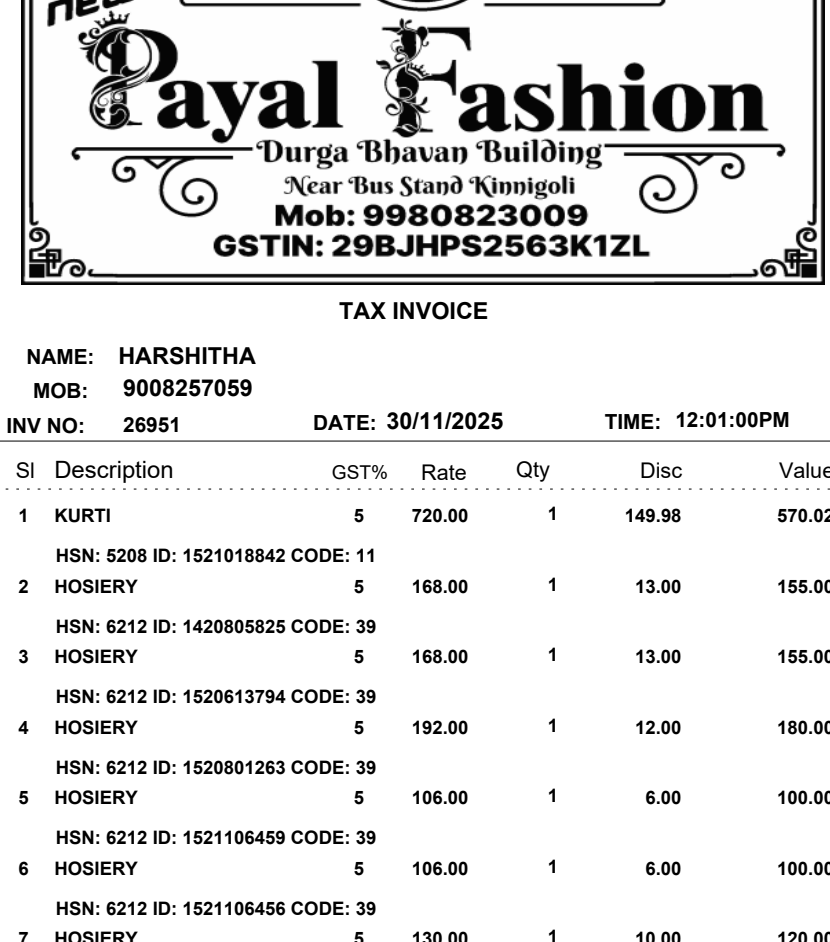 new
Payal Fashion
Durga Bhavan Building
Near Bus Stand Kinnigoli
Mob: 9980823009
GSTIN: 29BJHPS2563K1ZL
TAX INVOICE
NAME: HARSHITHA
MOB: 9008257059
INV NO: 26951 DATE: 30/11/2025 TIME: 12:01:00PM
Sl Description GST% Rate Qty Disc Value
1 KURTI 5 720.00 1 149.98 570.02
HSN: 5208 ID: 1521018842 CODE: 11
2 HOSIERY 5 168.00 1 13.00 155.00
HSN: 6212 ID: 1420805825 CODE: 39
3 HOSIERY 5 168.00 1 13.00 155.00
HSN: 6212 ID: 1520613794 CODE: 39
4 HOSIERY 5 192.00 1 12.00 180.00
HSN: 6212 ID: 1520801263 CODE: 39
5 HOSIERY 5 106.00 1 6.00 100.00
HSN: 6212 ID: 1521106459 CODE: 39
6 HOSIERY 5 106.00 1 6.00 100.00
HSN: 6212 ID: 1521106456 CODE: 39
7 HOSIERY 5 130.00 1 10.00 120.00